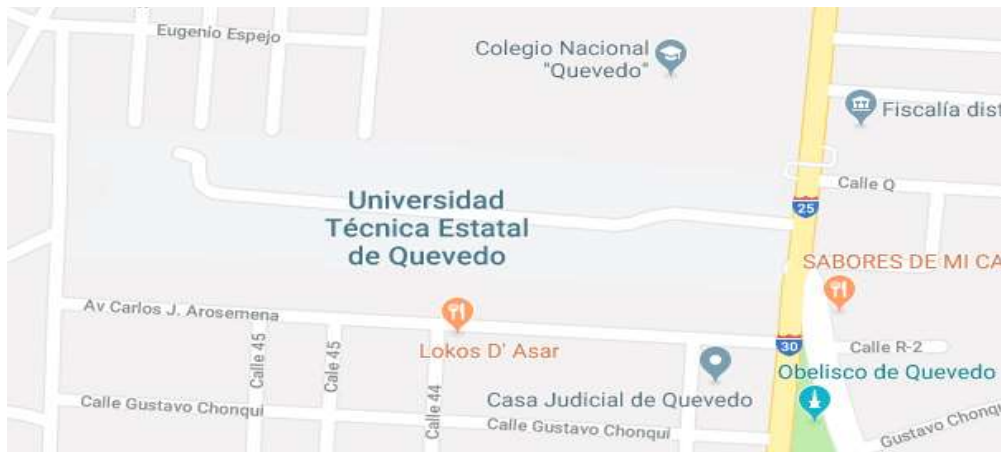 Eugenio Espejo
Colegio Nacional
"Quevedo"
Fiscalía dist
Calle Q
Universidad
Técnica Estatal
de Quevedo
25
SABORES DE MI CA
Av Carlos J. Arosemena
Lokos D' Asar
30
Calle R-2
Calle 45
Cale 45
Calle 44
Obelisco de Quevedo
Casa Judicial de Quevedo
Calle Gustavo Chonqui
Calle Gustavo Chonqui
Gustavo Chonqu